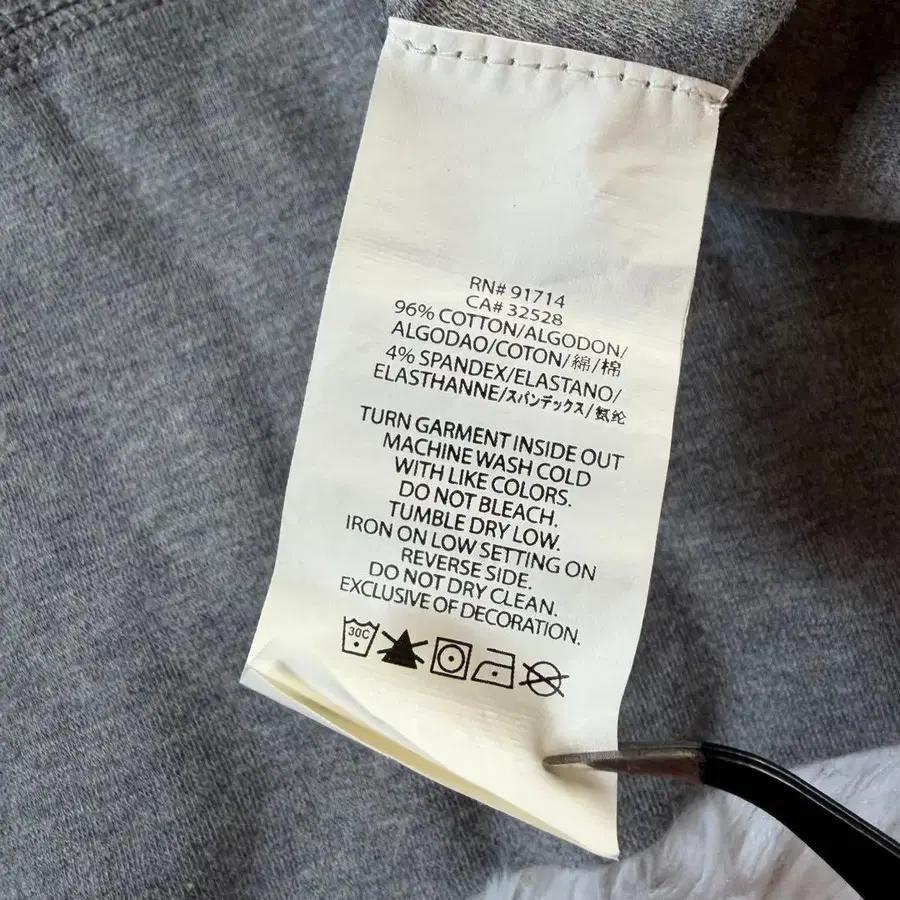 RN# 91714
CA# 32528
96% COTTON/ALGODON/
ALGODAO/COTON/綿/棉
4% SPANDEX/ELASTANO/
ELASTHANNE/スパンデックス/氨纶
TURN GARMENT INSIDE OUT
MACHINE WASH COLD
WITH LIKE COLORS.
DO NOT BLEACH.
TUMBLE DRY LOW.
IRON ON LOW SETTING ON
REVERSE SIDE.
DO NOT DRY CLEAN.
EXCLUSIVE OF DECORATION.
30C